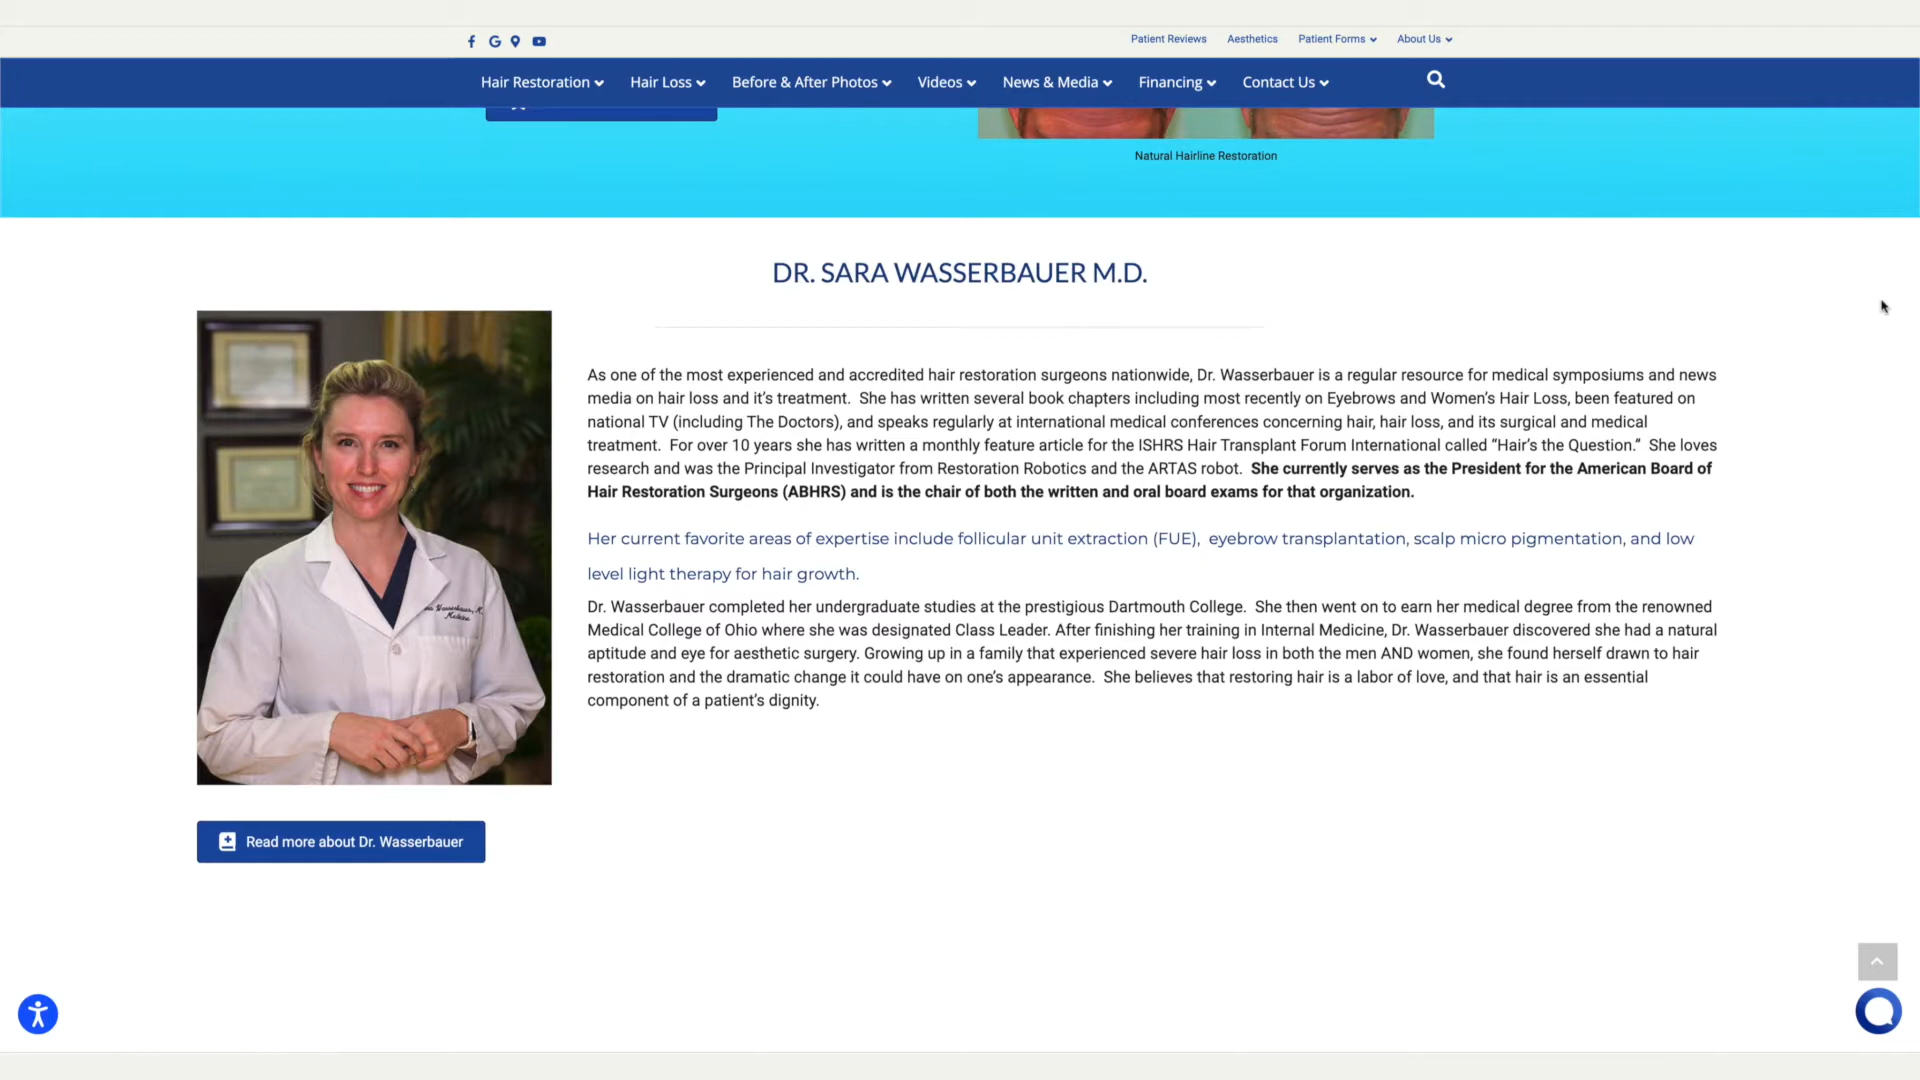 Patient Reviews Aesthetics Patient Forms About Us
Hair Restoration Hair Loss Before & After Photos Videos News & Media Financing Contact Us
Natural Hairline Restoration
DR. SARA WASSERBAUER M.D.
As one of the most experienced and accredited hair restoration surgeons nationwide, Dr. Wasserbauer is a regular resource for medical symposiums and news
media on hair loss and it’s treatment. She has written several book chapters including most recently on Eyebrows and Women’s Hair Loss, been featured on
national TV (including The Doctors), and speaks regularly at international medical conferences concerning hair, hair loss, and its surgical and medical
treatment. For over 10 years she has written a monthly feature article for the ISHRS Hair Transplant Forum International called “Hair’s the Question.” She loves
research and was the Principal Investigator from Restoration Robotics and the ARTAS robot. She currently serves as the President for the American Board of
Hair Restoration Surgeons (ABHRS) and is the chair of both the written and oral board exams for that organization.
Her current favorite areas of expertise include follicular unit extraction (FUE), eyebrow transplantation, scalp micro pigmentation, and low
level light therapy for hair growth.
Dr. Wasserbauer completed her undergraduate studies at the prestigious Dartmouth College. She then went on to earn her medical degree from the renowned
Medical College of Ohio where she was designated Class Leader. After finishing her training in Internal Medicine, Dr. Wasserbauer discovered she had a natural
aptitude and eye for aesthetic surgery. Growing up in a family that experienced severe hair loss in both the men AND women, she found herself drawn to hair
restoration and the dramatic change it could have on one’s appearance. She believes that restoring hair is a labor of love, and that hair is an essential
component of a patient’s dignity.
Wasserbauer, M.
Medicine
Read more about Dr. Wasserbauer